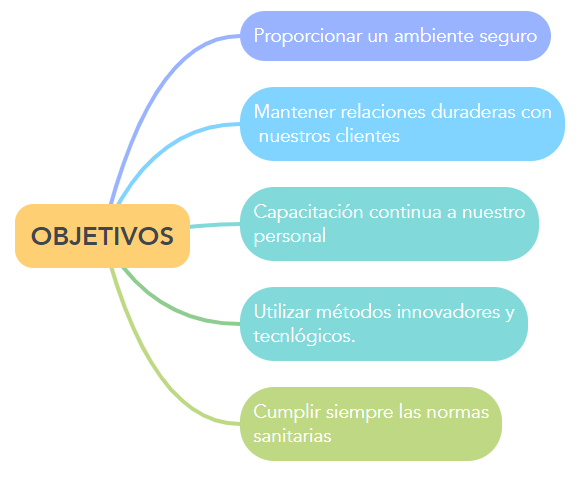 Proporcionar un ambiente seguro
Mantener relaciones duraderas con
nuestros clientes
OBJETIVOS
Capacitación continua a nuestro
personal
Utilizar métodos innovadores y
tecnlógicos.
Cumplir siempre las normas
sanitarias